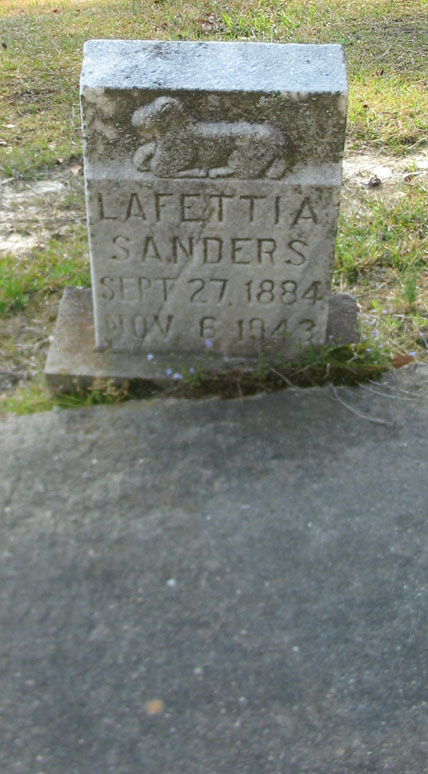 LAFETTIA
SANDERS
SEPT 27, 1884
NOV 6 1943